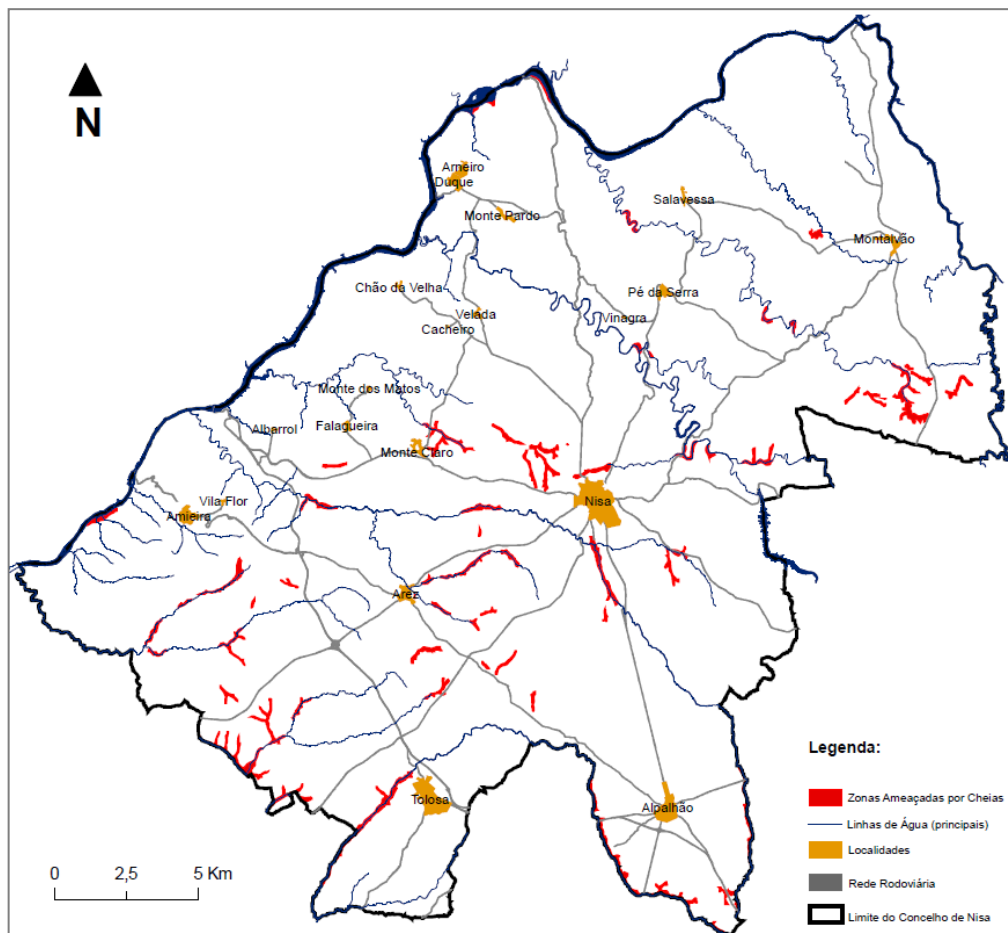 N
Arneiro
Duque
Monte Pardo
Salavessa
Montalvão
Chão da Velha
Velada
Cacheiro
Pé da Serra
Vinagra
Monte dos Matos
Albarrol
Falagueira
Monte Claro
Nisa
Vila Flor
Amieira
Arez
Tolosa
Alpalhão
Legenda:
Zonas Ameaçadas por Cheias
Linhas de Água (principais)
Localidades
Rede Rodoviária
Limite do Concelho de Nisa
0 2,5 5 Km